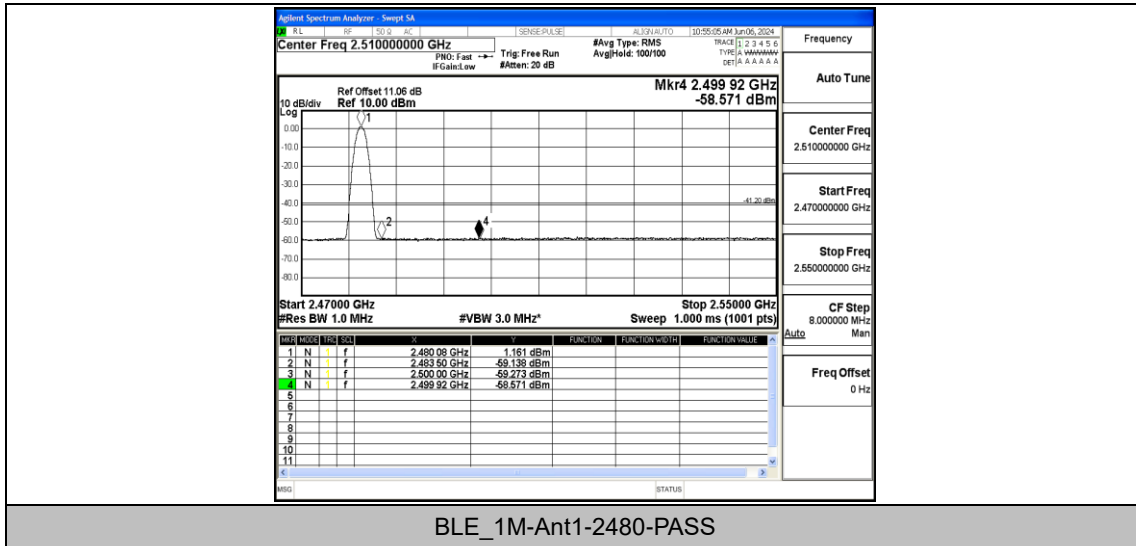 Agilent Spectrum Analyzer - Swept SA
RL RF 50 Ω AC SENSE:PULSE ALIGNAUTO 10:55:05 AM Jun 06, 2024
Center Freq 2.510000000 GHz #Avg Type: RMS TRACE 1 2 3 4 5 6
PNO: Fast Trig: Free Run Avg|Hold: 100/100 TYPE A WWWWW
IFGain:Low #Atten: 20 dB DET A A A A A A
Mkr4 2.499 92 GHz
Ref Offset 11.06 dB
10 dB/div Ref 10.00 dBm -58.571 dBm
Log
1
0.00
-10.0
-20.0
-30.0
-40.0
-41.20 dBm
-50.0
2
4
-60.0
-70.0
-80.0
Start 2.47000 GHz Stop 2.55000 GHz
#Res BW 1.0 MHz #VBW 3.0 MHz* Sweep 1.000 ms (1001 pts)
MKR MODE TRC SCL X Y FUNCTION FUNCTION WIDTH FUNCTION VALUE
1 N 1 f 2.480 08 GHz 1.161 dBm
2 N 1 f 2.483 50 GHz -59.138 dBm
3 N 1 f 2.500 00 GHz -59.273 dBm
4 N 1 f 2.499 92 GHz -58.571 dBm
5
6
7
8
9
10
11
MSG STATUS
Frequency
Auto Tune
Center Freq
2.510000000 GHz
Start Freq
2.470000000 GHz
Stop Freq
2.550000000 GHz
CF Step
8.000000 MHz
Auto Man
Freq Offset
0 Hz
BLE_1M-Ant1-2480-PASS